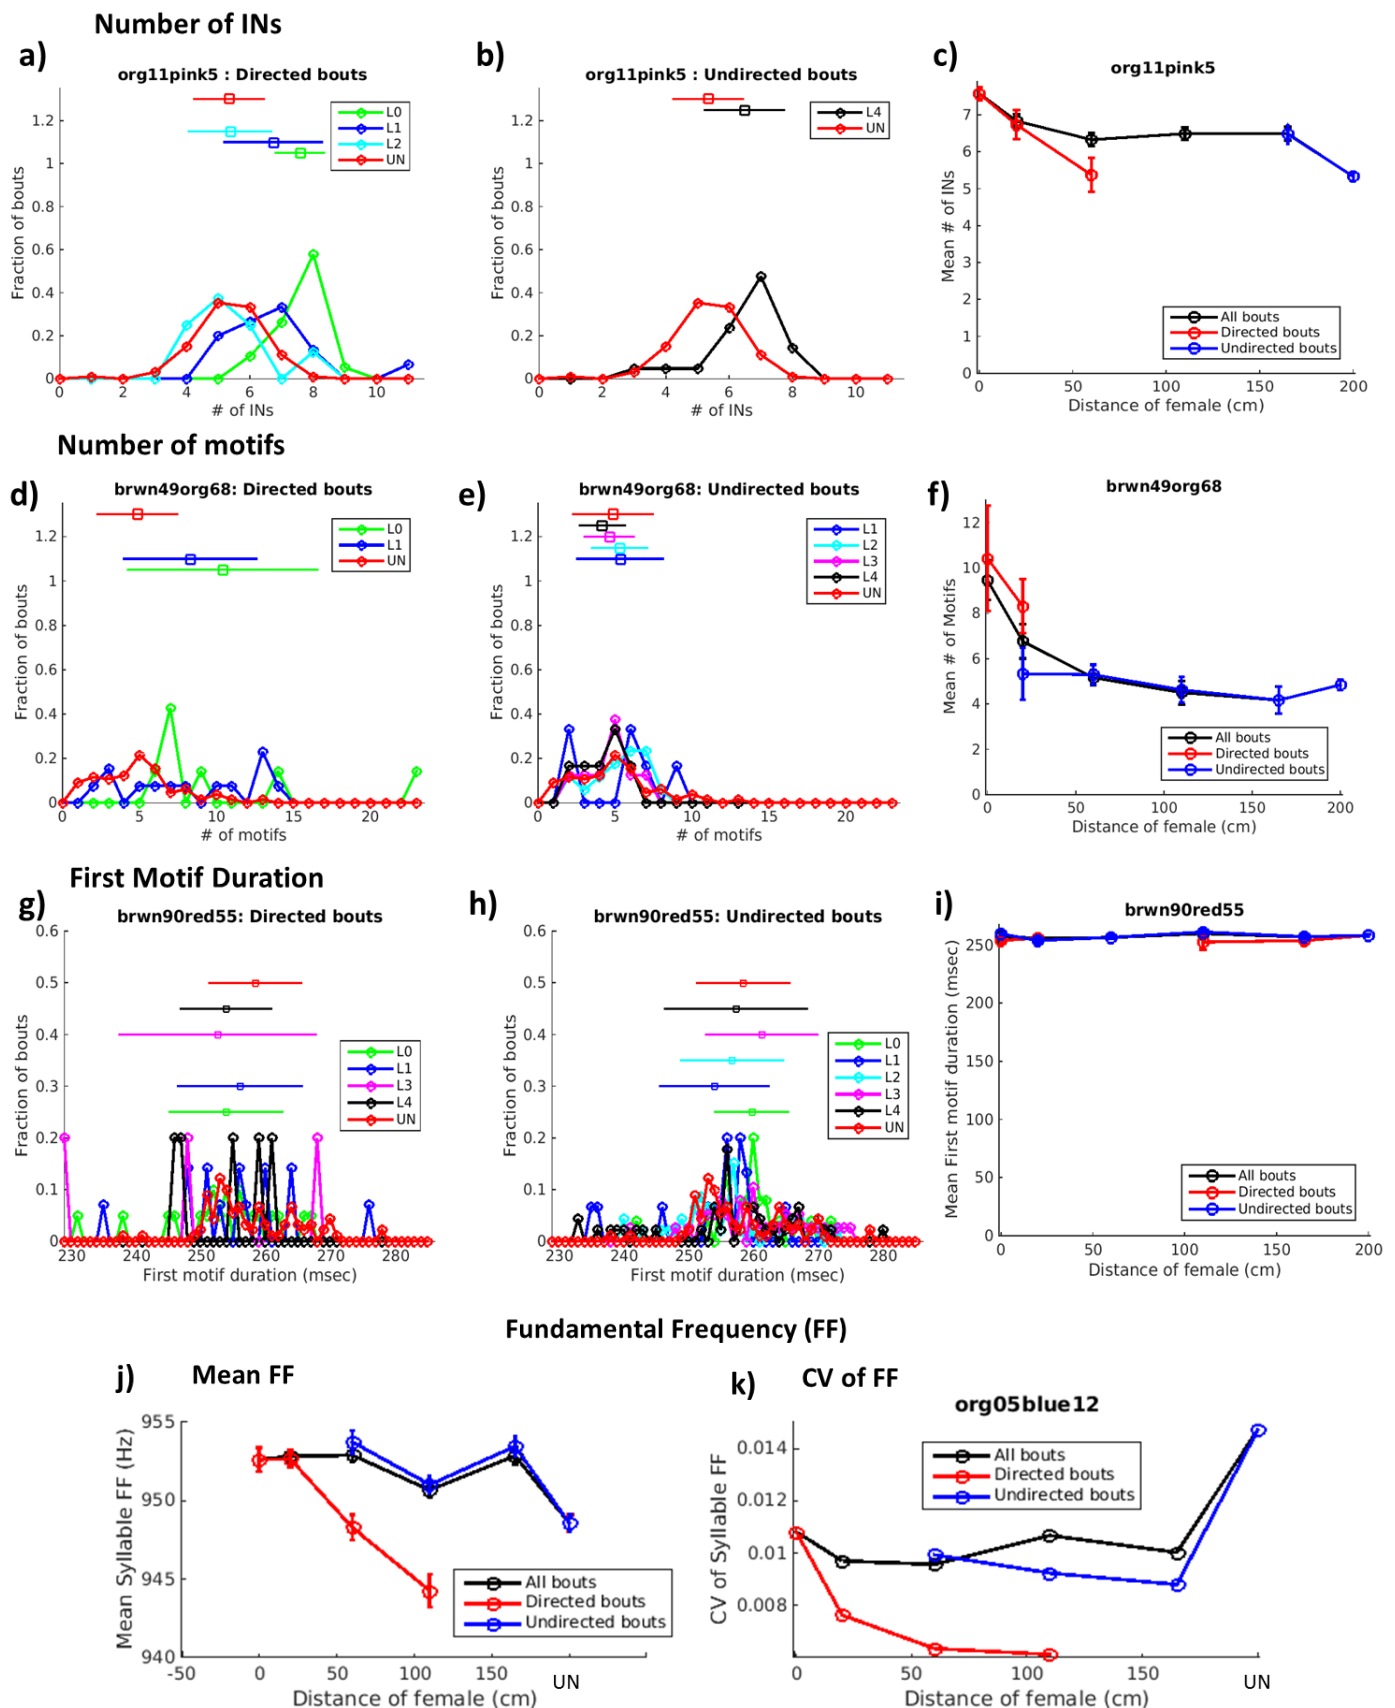 Number of INs
a)
org11pink5 : Directed bouts
Fraction of bouts
1.2
1
0.8
0.6
0.4
0.2
0
0 2 4 6 8 10
# of INs
L0
L1
L2
UN
b)
org11pink5 : Undirected bouts
Fraction of bouts
1.2
1
0.8
0.6
0.4
0.2
0
0 2 4 6 8 10
# of INs
L4
UN
c)
org11pink5
Mean # of INs
7
6
5
4
3
2
1
0
0 50 100 150 200
Distance of female (cm)
All bouts
Directed bouts
Undirected bouts
Number of motifs
d)
brwn49org68: Directed bouts
Fraction of bouts
1.2
1
0.8
0.6
0.4
0.2
0
0 5 10 15 20
# of motifs
L0
L1
UN
e)
brwn49org68: Undirected bouts
Fraction of bouts
1.2
1
0.8
0.6
0.4
0.2
0
0 5 10 15 20
# of motifs
L1
L2
L3
L4
UN
f)
brwn49org68
Mean # of Motifs
12
10
8
6
4
2
0
0 50 100 150 200
Distance of female (cm)
All bouts
Directed bouts
Undirected bouts
First Motif Duration
g)
brwn90red55: Directed bouts
Fraction of bouts
0.6
0.5
0.4
0.3
0.2
0.1
0
230 240 250 260 270 280
First motif duration (msec)
L0
L1
L3
L4
UN
h)
brwn90red55: Undirected bouts
Fraction of bouts
0.6
0.5
0.4
0.3
0.2
0.1
0
230 240 250 260 270 280
First motif duration (msec)
L0
L1
L2
L3
L4
UN
i)
brwn90red55
Mean First motif duration (msec)
250
200
150
100
50
0
0 50 100 150 200
Distance of female (cm)
All bouts
Directed bouts
Undirected bouts
Fundamental Frequency (FF)
j)
Mean FF
Mean Syllable FF (Hz)
955
950
945
940
-50 0 50 100 150 UN
Distance of female (cm)
All bouts
Directed bouts
Undirected bouts
k)
CV of FF
org05blue12
CV of Syllable FF
0.014
0.012
0.01
0.008
0 50 100 150 UN
Distance of female (cm)
All bouts
Directed bouts
Undirected bouts